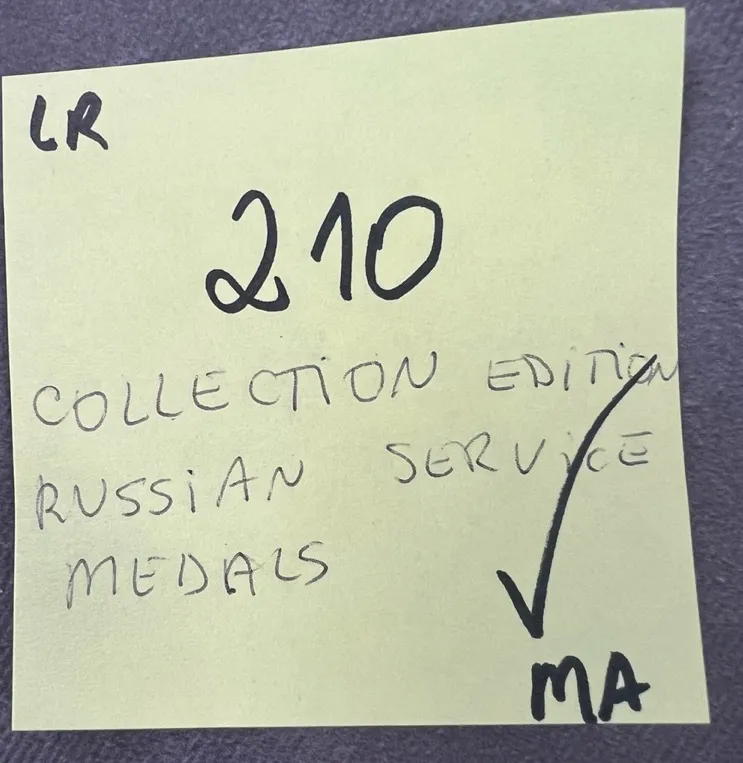 LR
210
COLLECTION EDITION
RUSSIAN SERVICE
MEDALS
MA